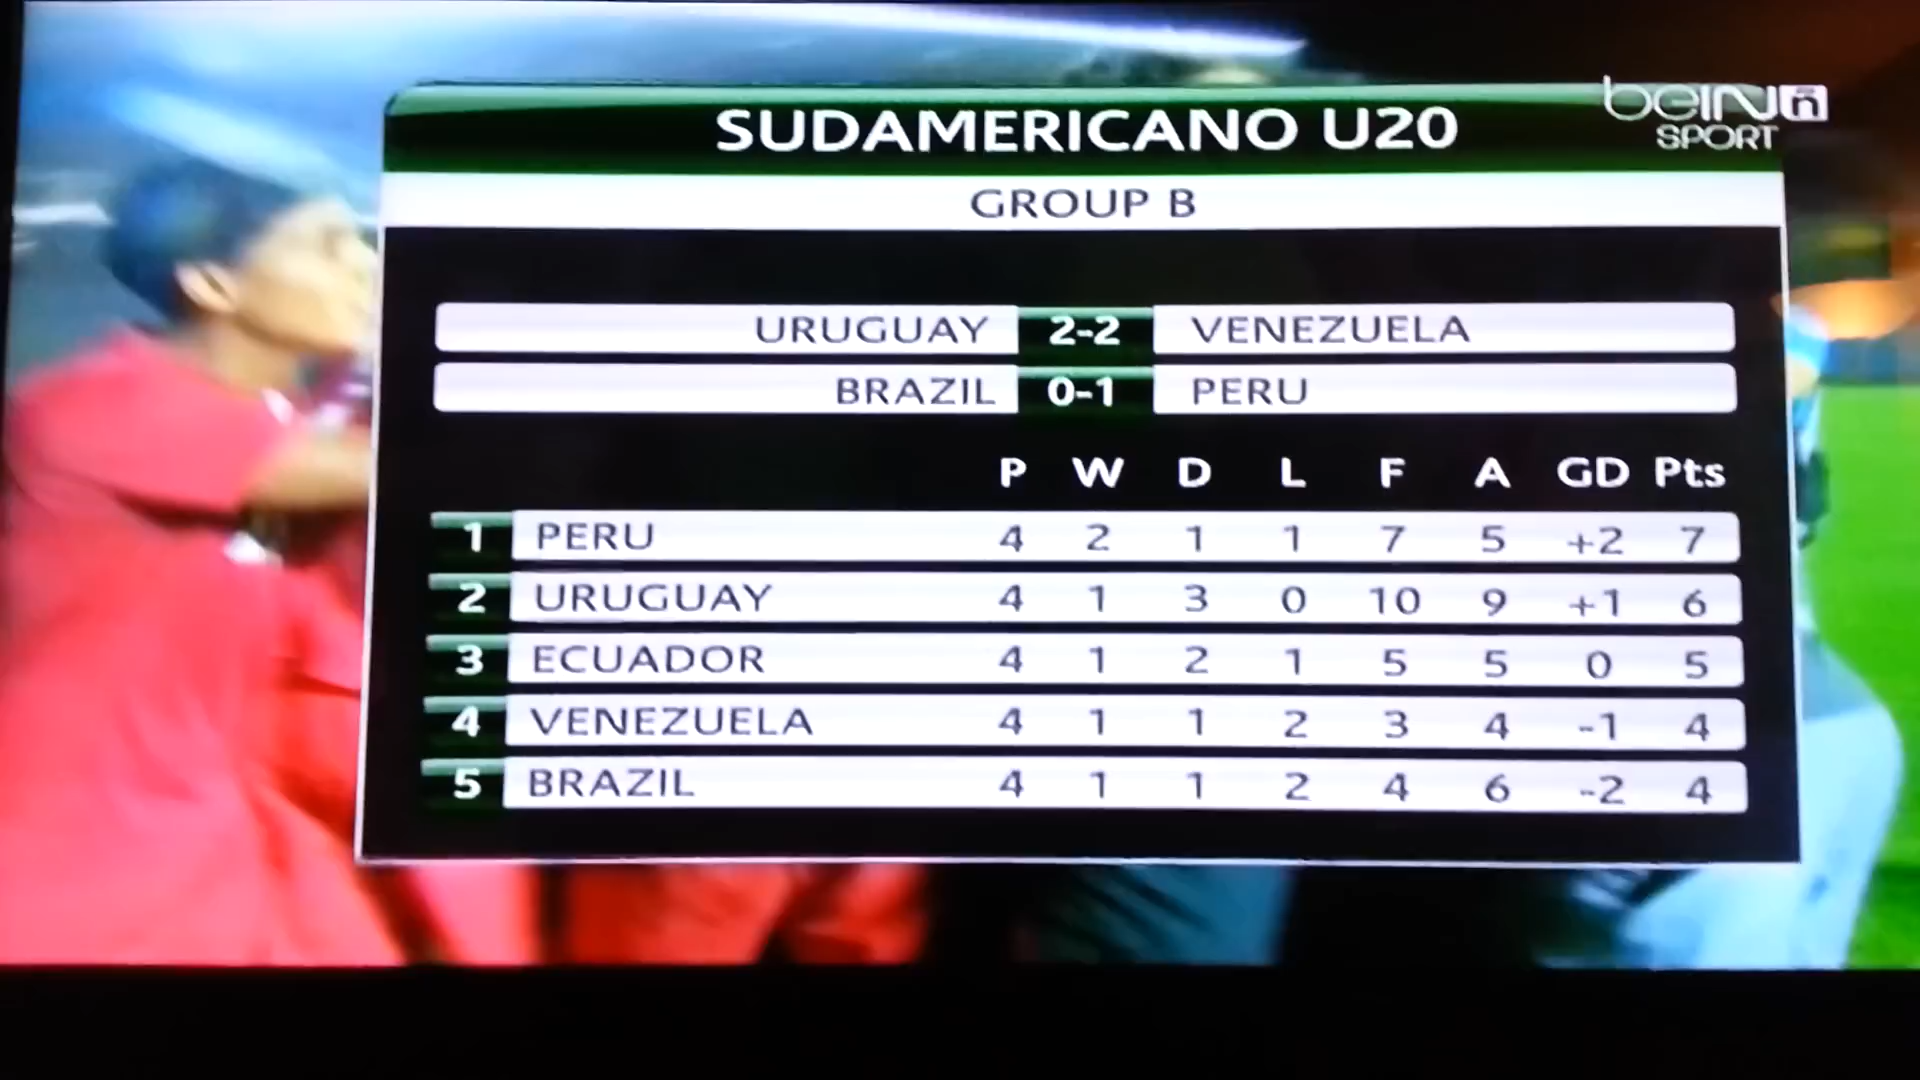 SUDAMERICANO U20
beIN ñ
SPORT
GROUP B
URUGUAY 2-2 VENEZUELA
BRAZIL 0-1 PERU
P W D L F A GD Pts
1 PERU 4 2 1 1 7 5 +2 7
2 URUGUAY 4 1 3 0 10 9 +1 6
3 ECUADOR 4 1 2 1 5 5 0 5
4 VENEZUELA 4 1 1 2 3 4 -1 4
5 BRAZIL 4 1 1 2 4 6 -2 4